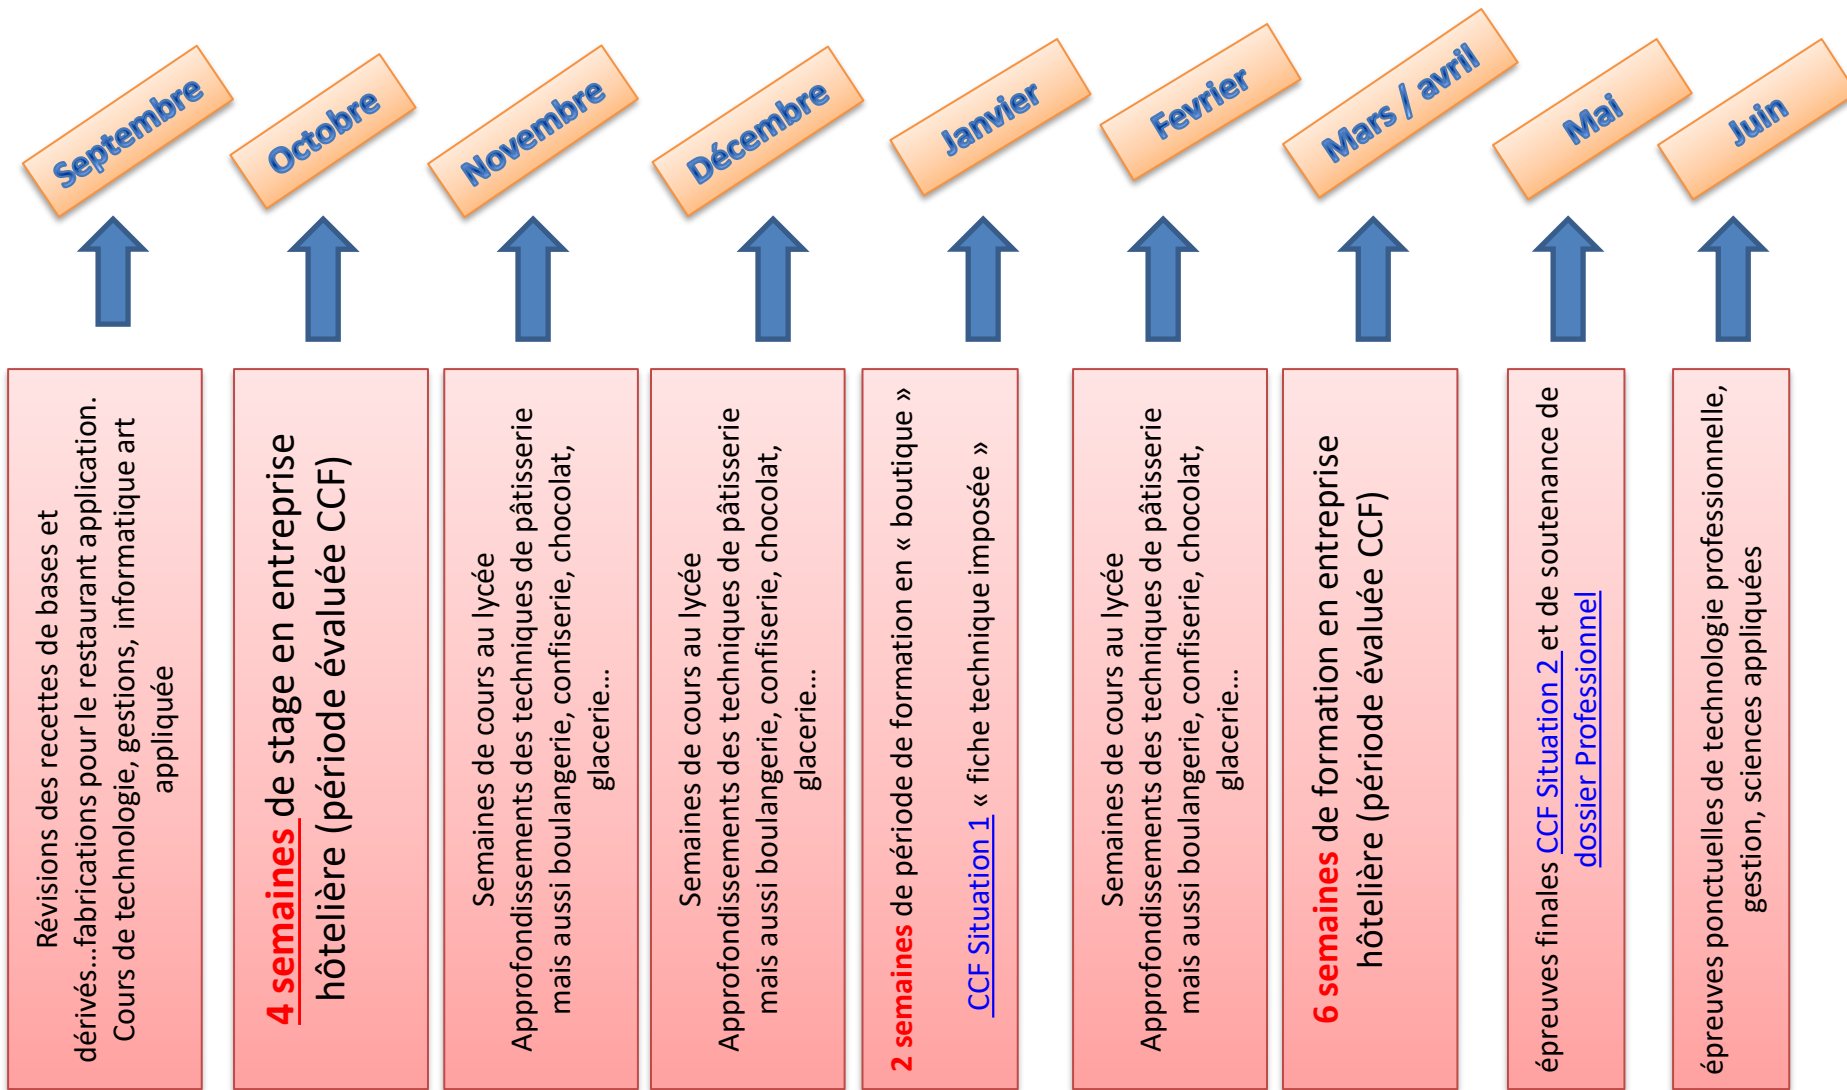 Septembre
Octobre
Novembre
Décembre
Janvier
Fevrier
Mars / avril
Mai
Juin
Révisions des recettes de bases et
dérivés...fabrications pour le restaurant application.
Cours de technologie, gestions, informatique art
appliquée
4 semaines de stage en entreprise
hôtelière (période évaluée CCF)
Semaines de cours au lycée
Approfondissements des techniques de pâtisserie
mais aussi boulangerie, confiserie, chocolat,
glacerie...
Semaines de cours au lycée
Approfondissements des techniques de pâtisserie
mais aussi boulangerie, confiserie, chocolat,
glacerie...
2 semaines de période de formation en « boutique »
CCF Situation 1 « fiche technique imposée »
Semaines de cours au lycée
Approfondissements des techniques de pâtisserie
mais aussi boulangerie, confiserie, chocolat,
glacerie...
6 semaines de formation en entreprise
hôtelière (période évaluée CCF)
épreuves finales CCF Situation 2 et de soutenance de
dossier Professionnel
épreuves ponctuelles de technologie professionnelle,
gestion, sciences appliquées